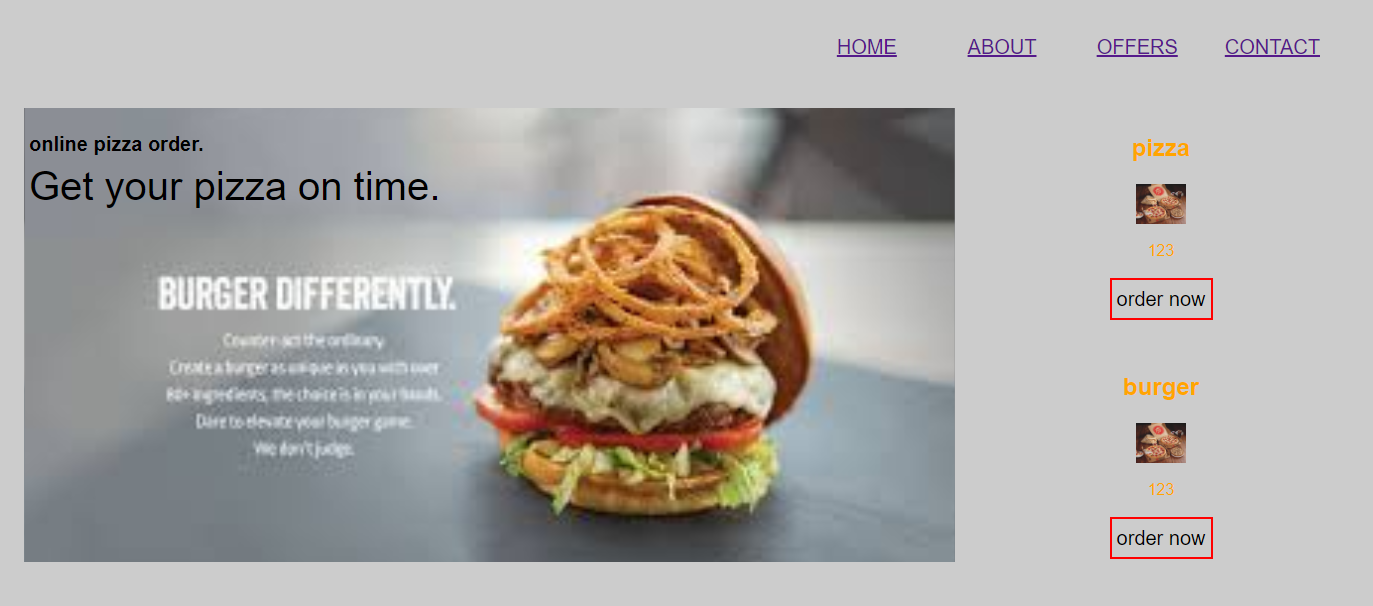 HOME ABOUT OFFERS CONTACT
online pizza order.
Get your pizza on time.
BURGER DIFFERENTLY.
Counter-act the ordinary.
Create a burger as unique as you with over
80+ ingredients, the choice is in your hands.
Dare to elevate your burger game.
We don't judge.
pizza
123
order now
burger
123
order now